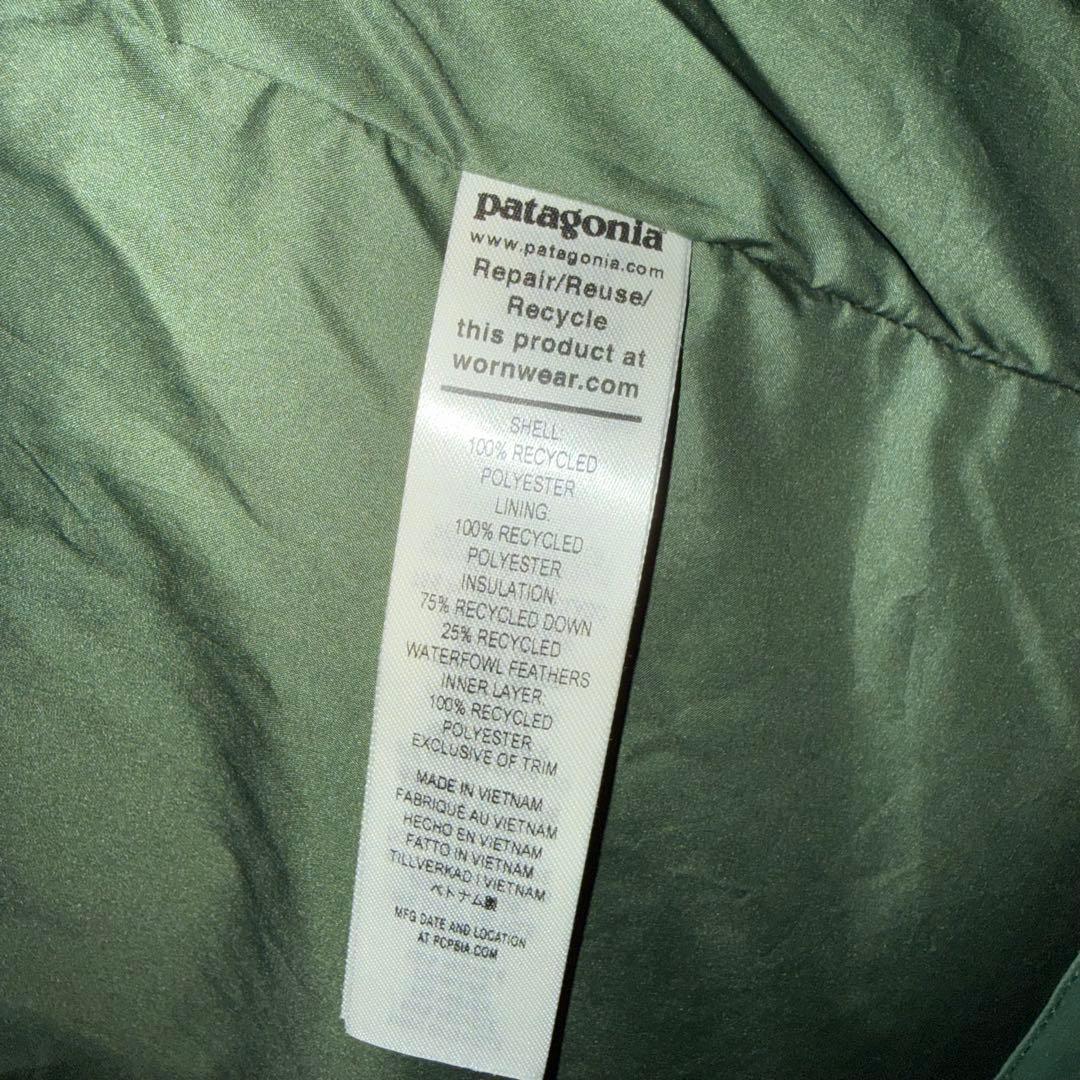 patagonia
www.patagonia.com
Repair/Reuse/
Recycle
this product at
wornwear.com
SHELL:
100% RECYCLED
POLYESTER
LINING:
100% RECYCLED
POLYESTER
INSULATION:
75% RECYCLED DOWN
25% RECYCLED
WATERFOWL FEATHERS
INNER LAYER:
100% RECYCLED
POLYESTER
EXCLUSIVE OF TRIM
MADE IN VIETNAM
FABRIQUÉ AU VIETNAM
HECHO EN VIETNAM
FATTO IN VIETNAM
TILLVERKAD I VIETNAM
ベトナム製
MFG DATE AND LOCATION
AT PCPSIA.COM